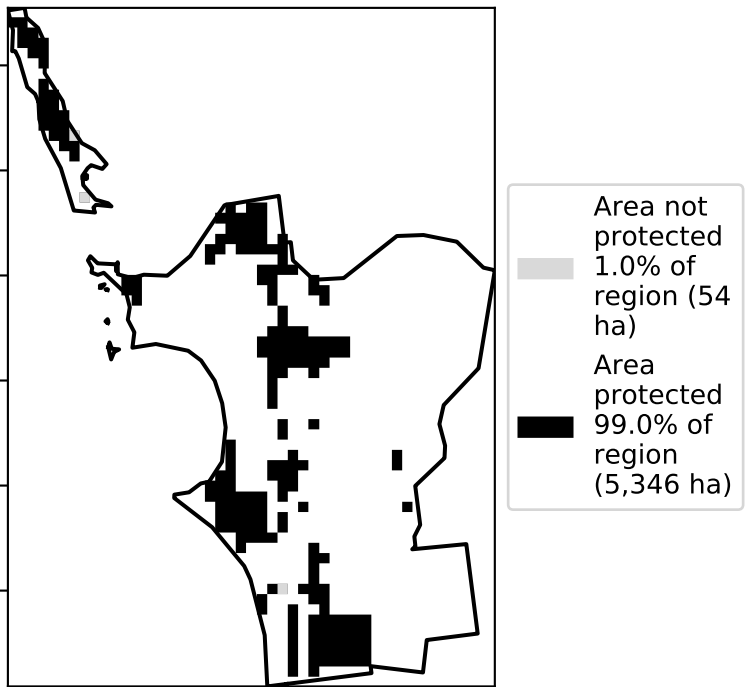 Area not
protected
1.0% of
region (54
ha)
Area
protected
99.0% of
region
(5,346 ha)